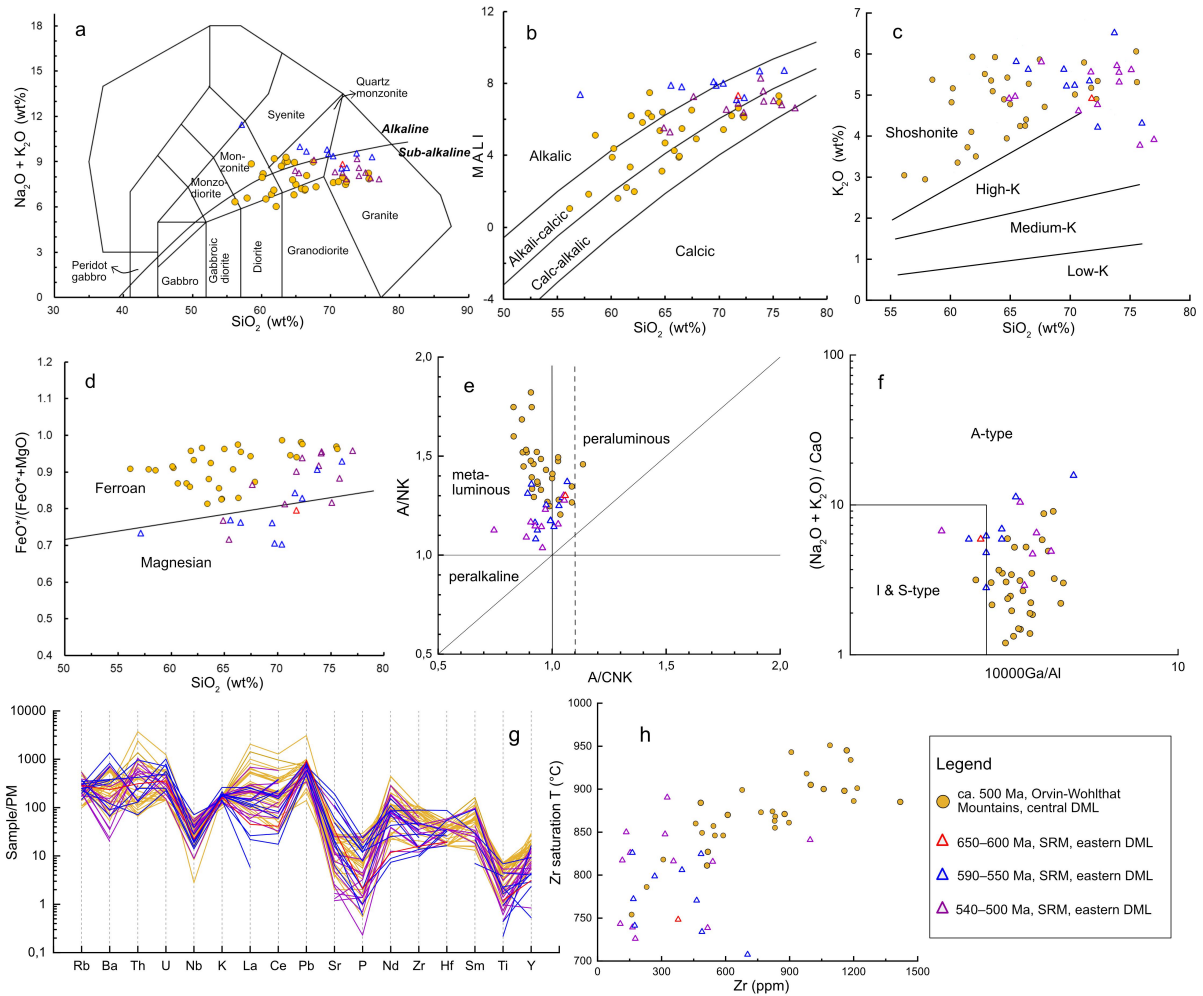 a
Na₂O + K₂O (wt%)
18
15
12
9
6
3
0
30
40
50
60
70
80
90
SiO₂ (wt%)
Syenite
Quartz
monzonite
Alkaline
Sub-alkaline
Mon-
zonite
Monzo-
diorite
Granite
Granodiorite
Diorite
Gabbroic
diorite
Gabbro
Peridot
gabbro
b
M A L I
12
8
4
0
-4
50
55
60
65
70
75
80
SiO₂ (wt%)
Alkalic
Alkali-calcic
Calc-alkalic
Calcic
c
K₂O (wt%)
7
6
5
4
3
2
1
0
55
60
65
70
75
80
SiO₂ (wt%)
Shoshonite
High-K
Medium-K
Low-K
d
FeO*/(FeO*+MgO)
1.2
1.1
1.0
0.9
0.8
0.7
0.6
0.5
0.4
50
55
60
65
70
75
80
SiO₂ (wt%)
Ferroan
Magnesian
e
A/NK
2,0
1,5
1,0
0,5
0,5
1,0
1,5
2,0
A/CNK
meta-
luminous
peraluminous
peralkaline
f
(Na₂O + K₂O) / CaO
100
10
1
1
10
10000Ga/Al
A-type
I & S-type
g
Sample/PM
10000
1000
100
10
1
0,1
Rb Ba Th U Nb K La Ce Pb Sr P Nd Zr Hf Sm Ti Y
h
Zr saturation T (°C)
1000
950
900
850
800
750
700
0
300
600
900
1200
1500
Zr (ppm)
Legend
ca. 500 Ma, Orvin-Wohlthat
Mountains, central DML
650–600 Ma, SRM, eastern DML
590–550 Ma, SRM, eastern DML
540–500 Ma, SRM, eastern DML